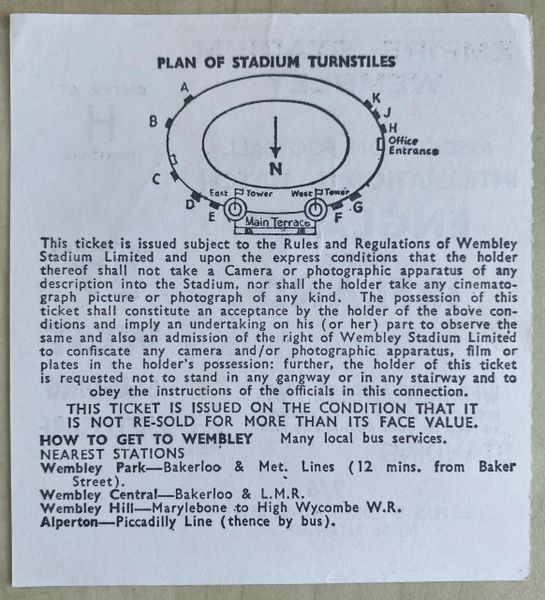 PLAN OF STADIUM TURNSTILES
A
B
C
D
E
K
J
H
Office
Entrance
N
East Tower
West Tower
G
F
Main Terrace
This ticket is issued subject to the Rules and Regulations of Wembley
Stadium Limited and upon the express conditions that the holder
thereof shall not take a Camera or photographic apparatus of any
description into the Stadium, nor shall the holder take any cinemato-
graph picture or photograph of any kind. The possession of this
ticket shall constitute an acceptance by the holder of the above con-
ditions and imply an undertaking on his (or her) part to observe the
same and also an admission of the right of Wembley Stadium Limited
to confiscate any camera and/or photographic apparatus, film or
plates in the holder's possession: further, the holder of this ticket
is requested not to stand in any gangway or in any stairway and to
obey the instructions of the officials in this connection.
THIS TICKET IS ISSUED ON THE CONDITION THAT IT
IS NOT RE-SOLD FOR MORE THAN ITS FACE VALUE.
HOW TO GET TO WEMBLEY Many local bus services.
NEAREST STATIONS
Wembley Park—Bakerloo & Met. Lines (12 mins. from Baker
Street).
Wembley Central—Bakerloo & L.M.R.
Wembley Hill—Marylebone to High Wycombe W.R.
Alperton—Piccadilly Line (thence by bus).